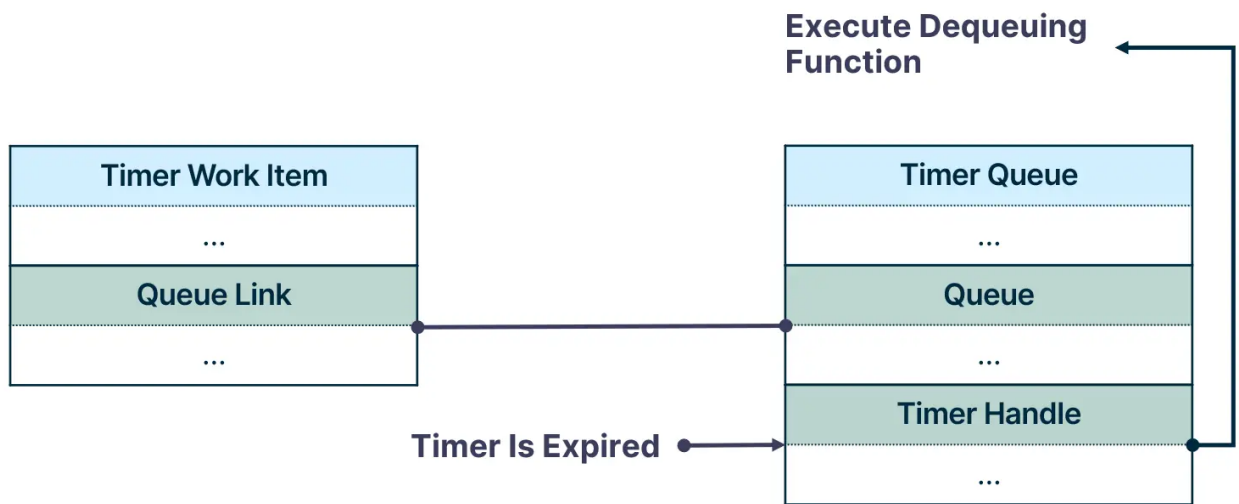 Execute Dequeuing
Function
Timer Work Item
...
Queue Link
...
Timer Queue
...
Queue
...
Timer Handle
...
Timer Is Expired